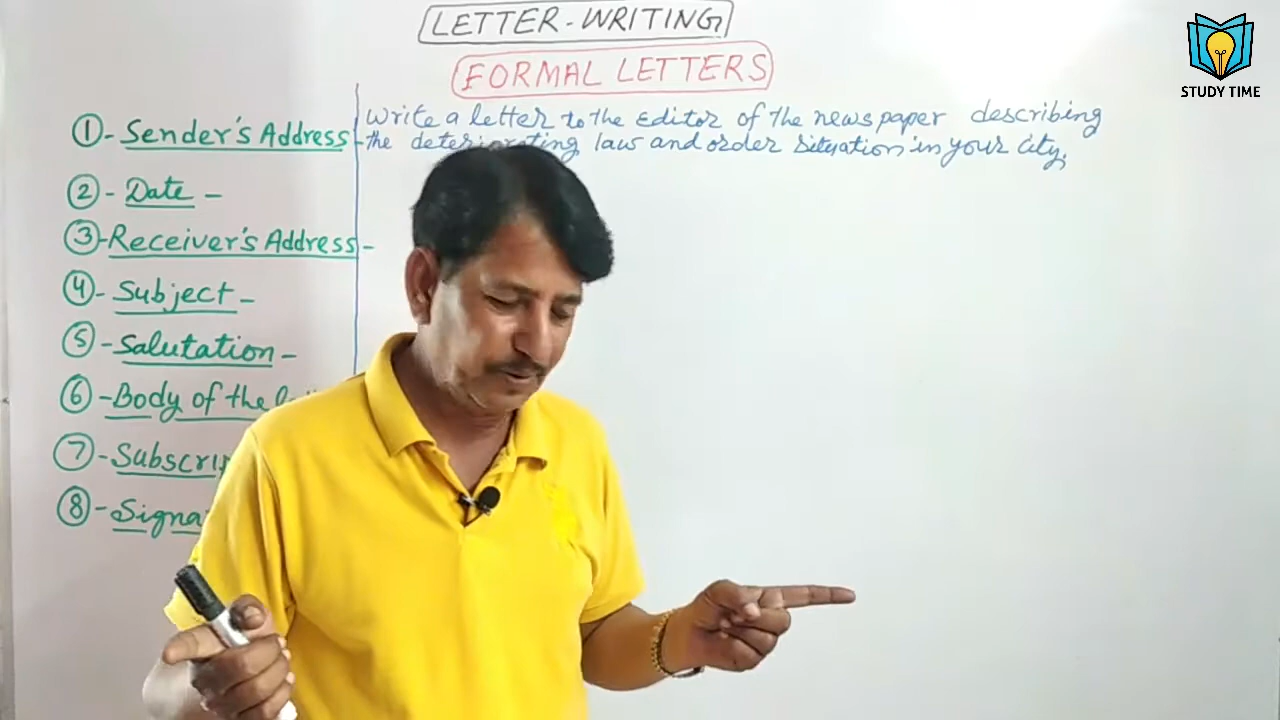 LETTER-WRITING
FORMAL LETTERS
STUDY TIME
Write a letter to the Editor of the newspaper describing
the deteriorating law and order situation in your city.
①- Sender's Address -
②- Date -
③- Receiver's Address -
④- Subject -
⑤- Salutation -
⑥- Body of the
⑦-
⑧-